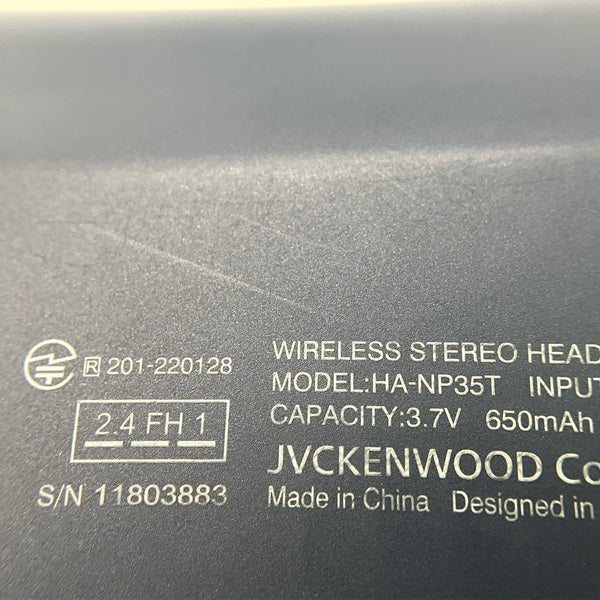 WIRELESS STEREO HEAD
R 201-220128
MODEL:HA-NP35T INPUT
CAPACITY:3.7V 650mAh
2.4 FH 1
JVCKENWOOD Co
S/N 11803883
Made in China Designed in